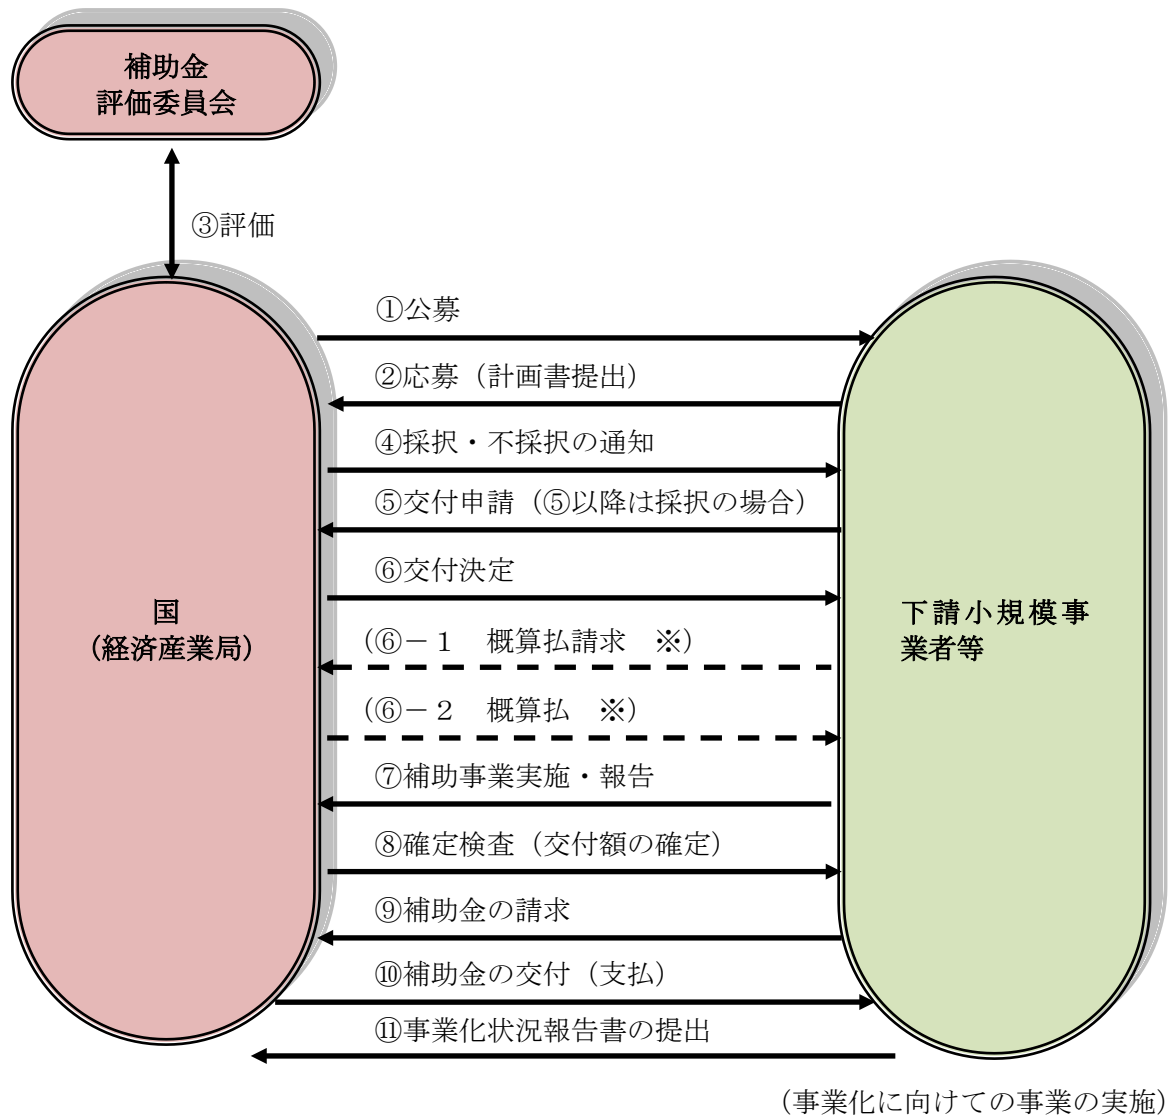 補助金
評価委員会
③評価
①公募
②応募（計画書提出）
④採択・不採択の通知
⑤交付申請（⑤以降は採択の場合）
⑥交付決定
国
（経済産業局）
下請小規模事
業者等
（⑥－１　概算払請求　※）
（⑥－２　概算払　※）
⑦補助事業実施・報告
⑧確定検査（交付額の確定）
⑨補助金の請求
⑩補助金の交付（支払）
⑪事業化状況報告書の提出
（事業化に向けての事業の実施）